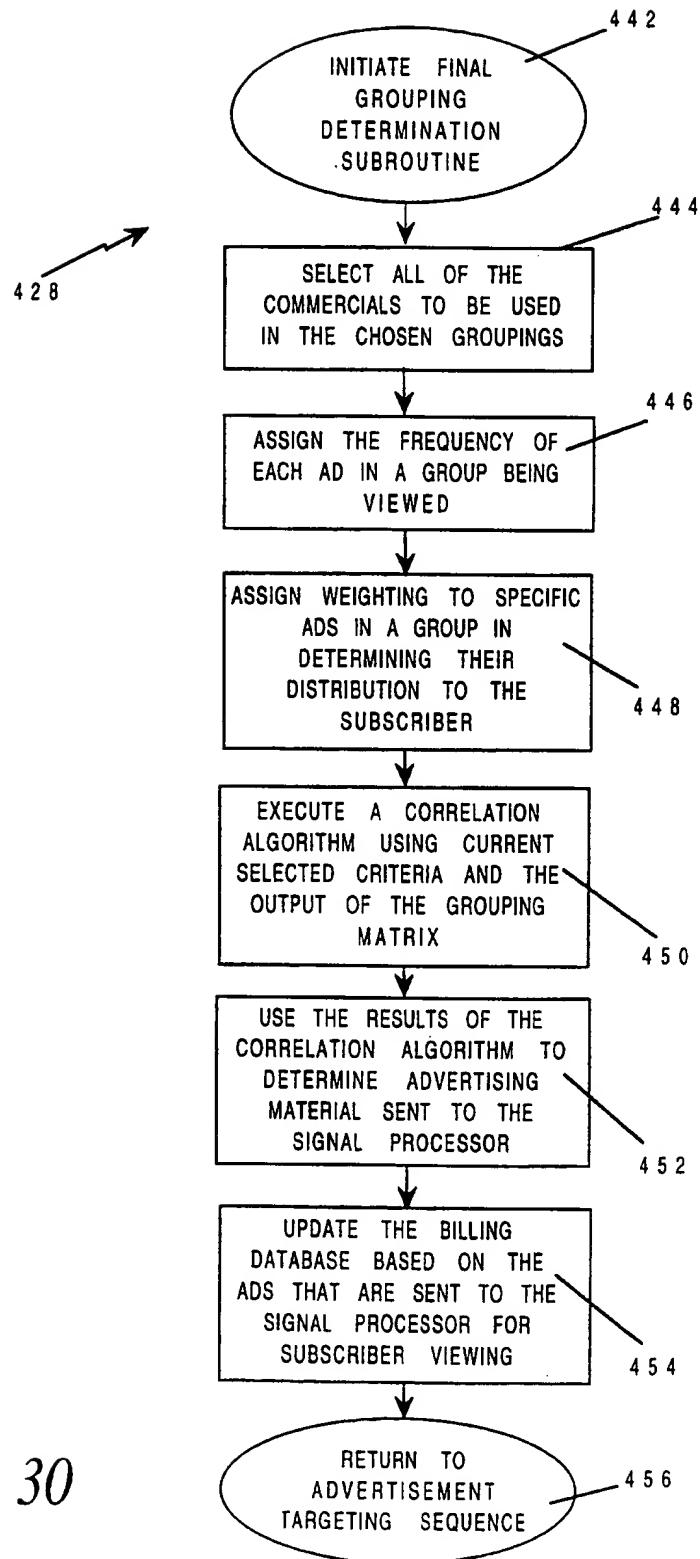 442
INITIATE FINAL
GROUPING
DETERMINATION
.SUBROUTINE
444
428
SELECT ALL OF THE
COMMERCIALS TO BE USED
IN THE CHOSEN GROUPINGS
446
ASSIGN THE FREQUENCY OF
EACH AD IN A GROUP BEING
VIEWED
ASSIGN WEIGHTING TO SPECIFIC
ADS IN A GROUP IN
DETERMINING THEIR
DISTRIBUTION TO THE
SUBSCRIBER
448
EXECUTE A CORRELATION
ALGORITHM USING CURRENT
SELECTED CRITERIA AND THE
OUTPUT OF THE GROUPING
MATRIX
450
USE THE RESULTS OF THE
CORRELATION ALGORITHM TO
DETERMINE ADVERTISING
MATERIAL SENT TO THE
SIGNAL PROCESSOR
452
UPDATE THE BILLING
DATABASE BASED ON THE
ADS THAT ARE SENT TO THE
SIGNAL PROCESSOR FOR
SUBSCRIBER VIEWING
454
30
RETURN TO
ADVERTISEMENT
TARGETING SEQUENCE
456